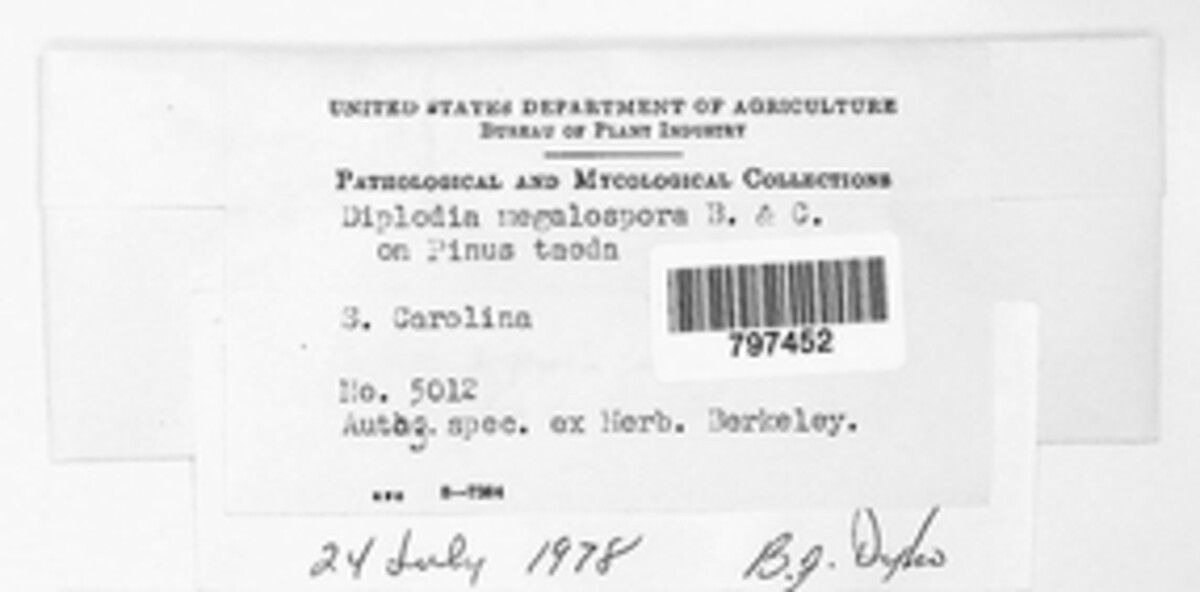 UNITED STATES DEPARTMENT OF AGRICULTURE
BUREAU OF PLANT INDUSTRY
PATHOLOGICAL AND MYCOLOGICAL COLLECTIONS
Diplodia megalospora B. & C.
on Pinus taeda
S. Carolina
797452
No. 5012
spec. ex Herb. Berkeley.
24 July 1978 B.J. Dyko